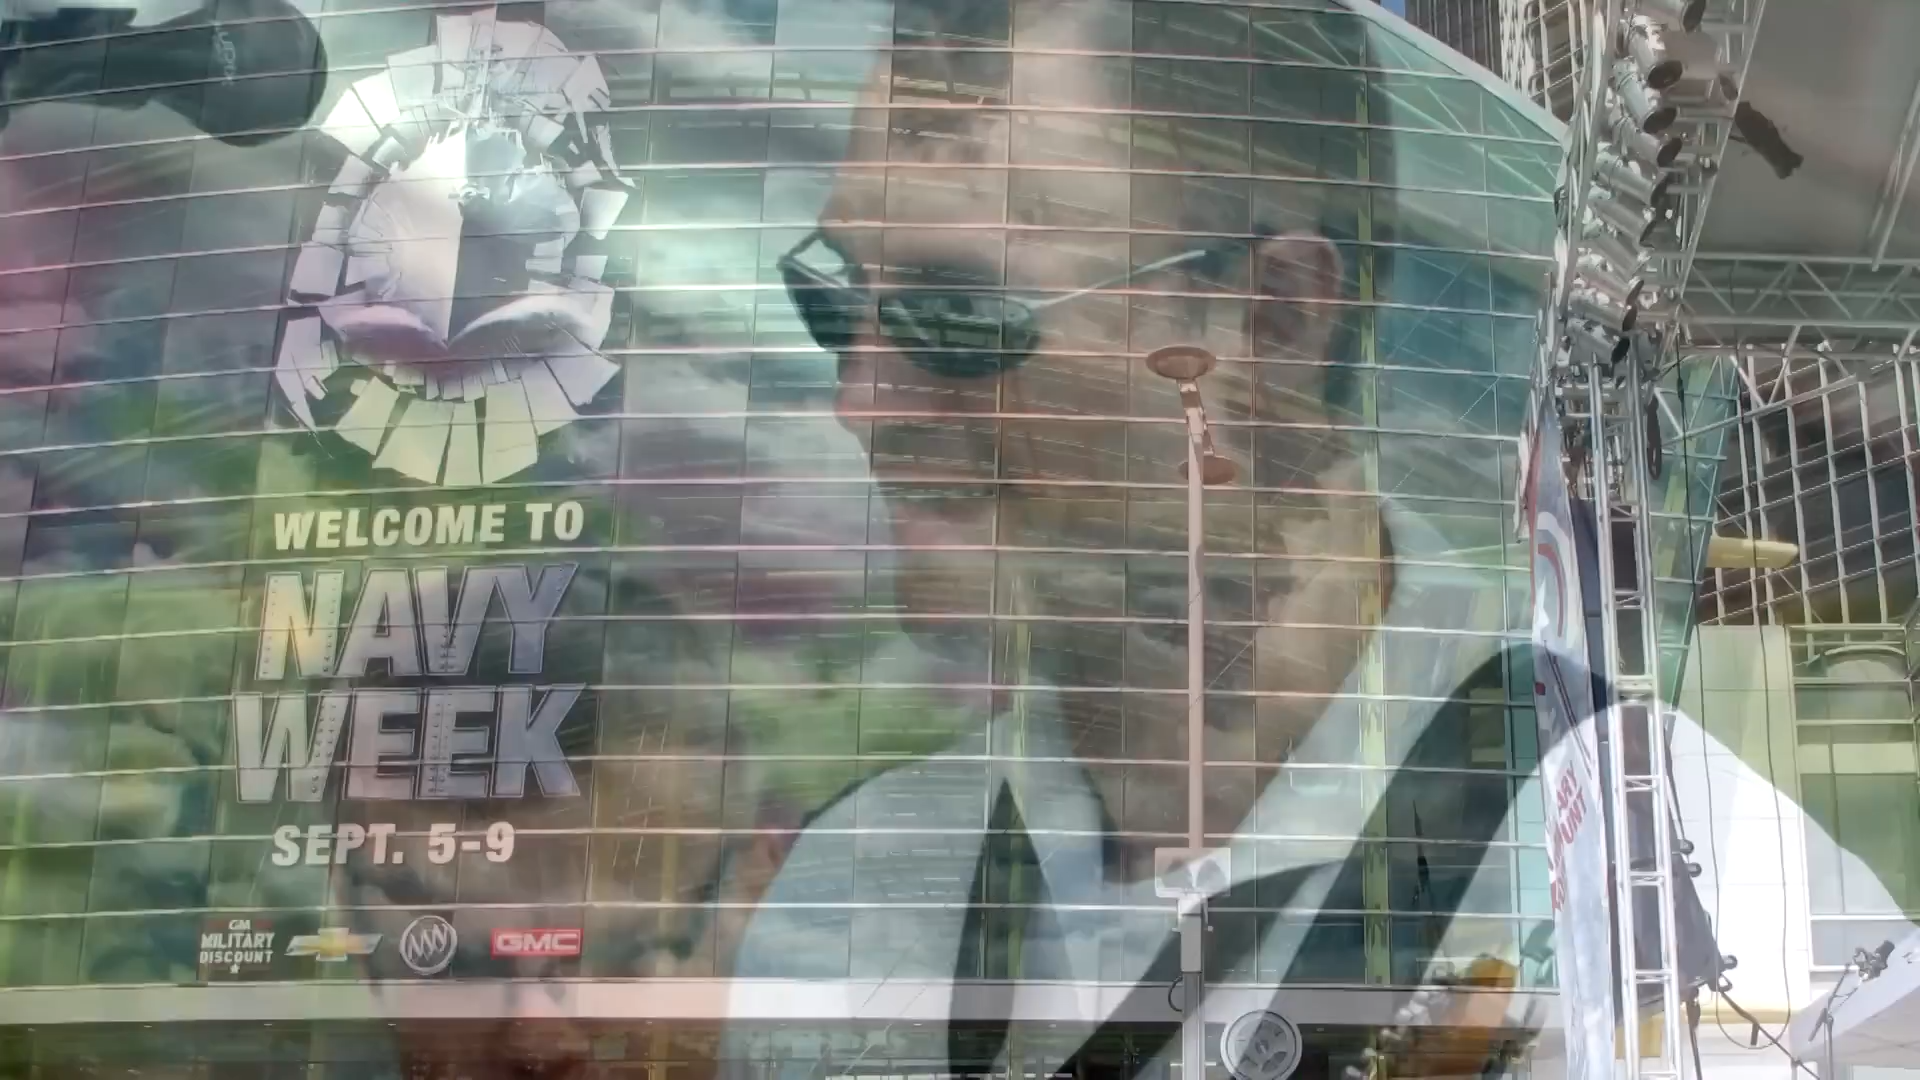 WELCOME TO
NAVY
WEEK
SEPT. 5-9
GM
MILITARY
DISCOUNT
GMC